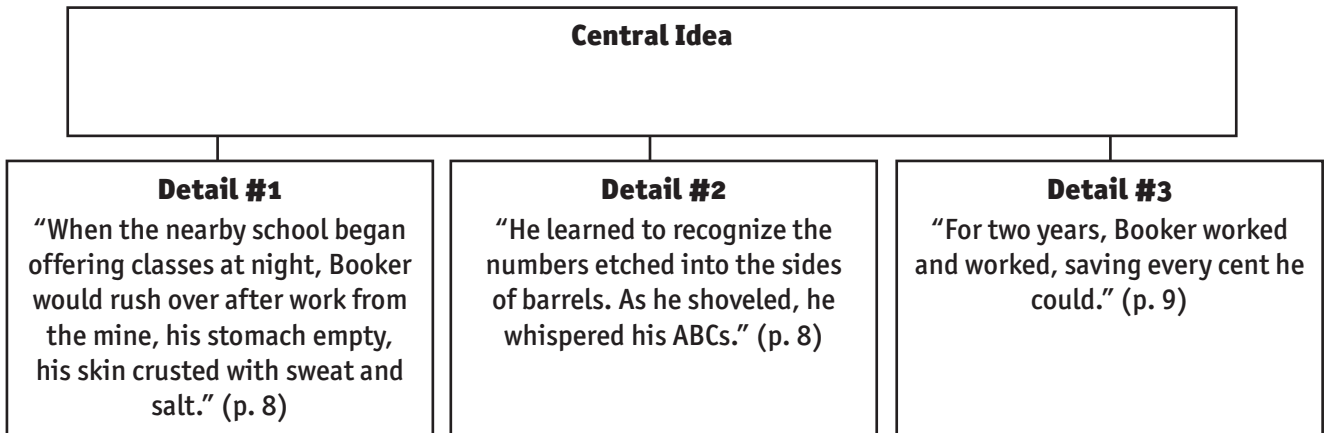 Central Idea
Detail #1
“When the nearby school began
offering classes at night, Booker
would rush over after work from
the mine, his stomach empty,
his skin crusted with sweat and
salt.” (p. 8)
Detail #2
“He learned to recognize the
numbers etched into the sides
of barrels. As he shoveled, he
whispered his ABCs.” (p. 8)
Detail #3
“For two years, Booker worked
and worked, saving every cent he
could.” (p. 9)